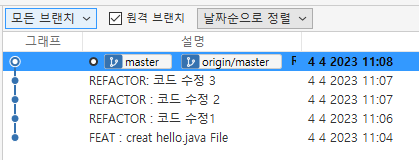 모든 브랜치 원격 브랜치 날짜순으로 정렬
그래프 설명
master origin/master F 4 4 2023 11:08
REFACTOR: 코드 수정 3 4 4 2023 11:07
REFACTOR : 코드 수정 2 4 4 2023 11:07
REFACTOR : 코드 수정1 4 4 2023 11:06
FEAT : creat hello.java File 4 4 2023 11:04